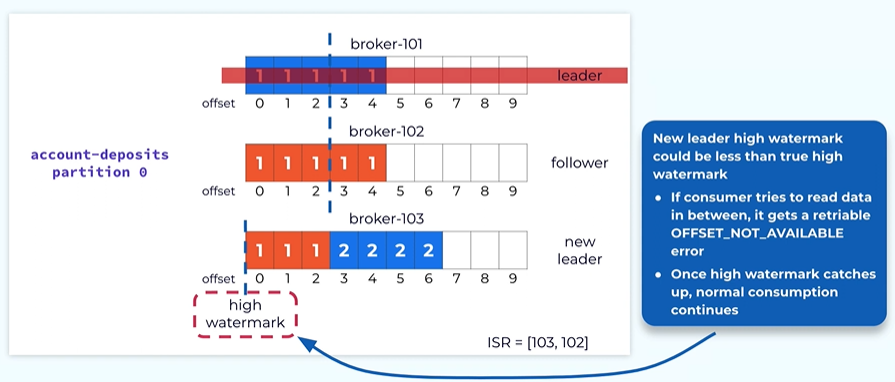 broker-101
1 1 1 1 1
leader
offset 0 1 2 3 4 5 6 7 8 9
broker-102
account-deposits
partition 0
1 1 1 1 1
follower
offset 0 1 2 3 4 5 6 7 8 9
broker-103
1 1 1 2 2 2 2
new
leader
offset 0 1 2 3 4 5 6 7 8 9
high
watermark
ISR = [103, 102]
New leader high watermark
could be less than true high
watermark
• If consumer tries to read data
in between, it gets a retriable
OFFSET_NOT_AVAILABLE
error
• Once high watermark catches
up, normal consumption
continues